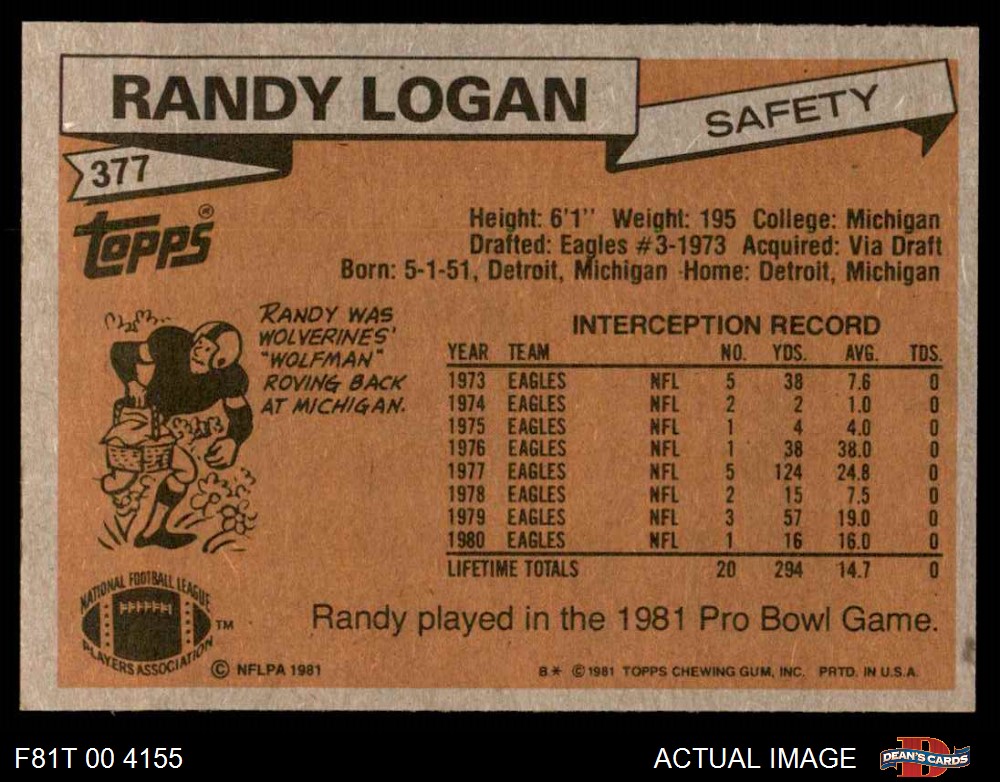 RANDY LOGAN
SAFETY
377
topps®
Height: 6'1" Weight: 195 College: Michigan
Drafted: Eagles #3-1973 Acquired: Via Draft
Born: 5-1-51, Detroit, Michigan Home: Detroit, Michigan
RANDY WAS
WOLVERINES'
"WOLFMAN"
ROVING BACK
AT MICHIGAN.
INTERCEPTION RECORD
YEAR TEAM NO. YDS. AVG. TDS.
1973 EAGLES NFL 5 38 7.6 0
1974 EAGLES NFL 2 2 1.0 0
1975 EAGLES NFL 1 4 4.0 0
1976 EAGLES NFL 1 38 38.0 0
1977 EAGLES NFL 5 124 24.8 0
1978 EAGLES NFL 2 15 7.5 0
1979 EAGLES NFL 3 57 19.0 0
1980 EAGLES NFL 1 16 16.0 0
LIFETIME TOTALS 20 294 14.7 0
Randy played in the 1981 Pro Bowl Game.
NATIONAL FOOTBALL LEAGUE
PLAYERS ASSOCIATION
TM
© NFLPA 1981
B* © 1981 TOPPS CHEWING GUM, INC. PRTD. IN U.S.A.
F81T 00 4155
ACTUAL IMAGE
D
DEAN'S CARDS